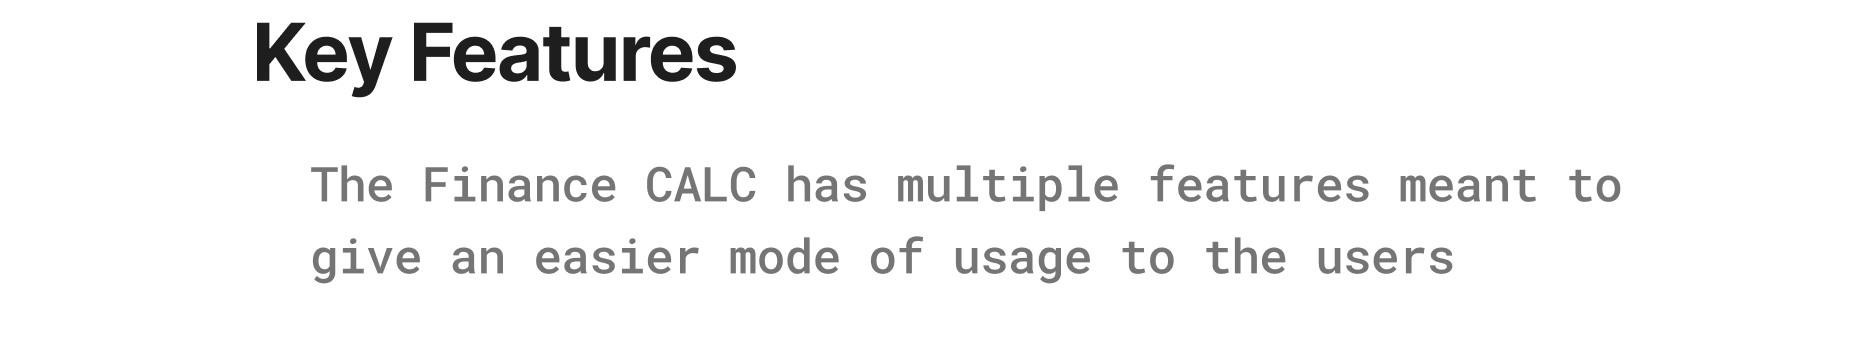 Key Features
The Finance CALC has multiple features meant to
give an easier mode of usage to the users